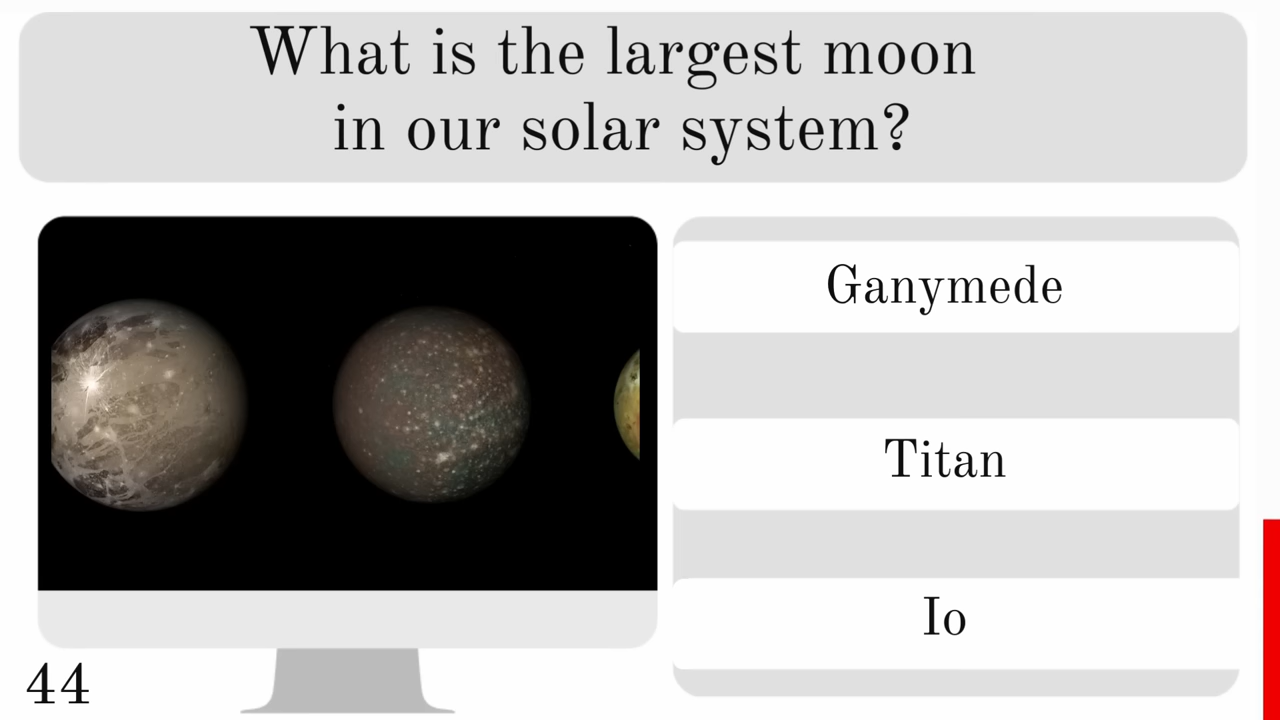 What is the largest moon
in our solar system?
Ganymede
Titan
Io
44